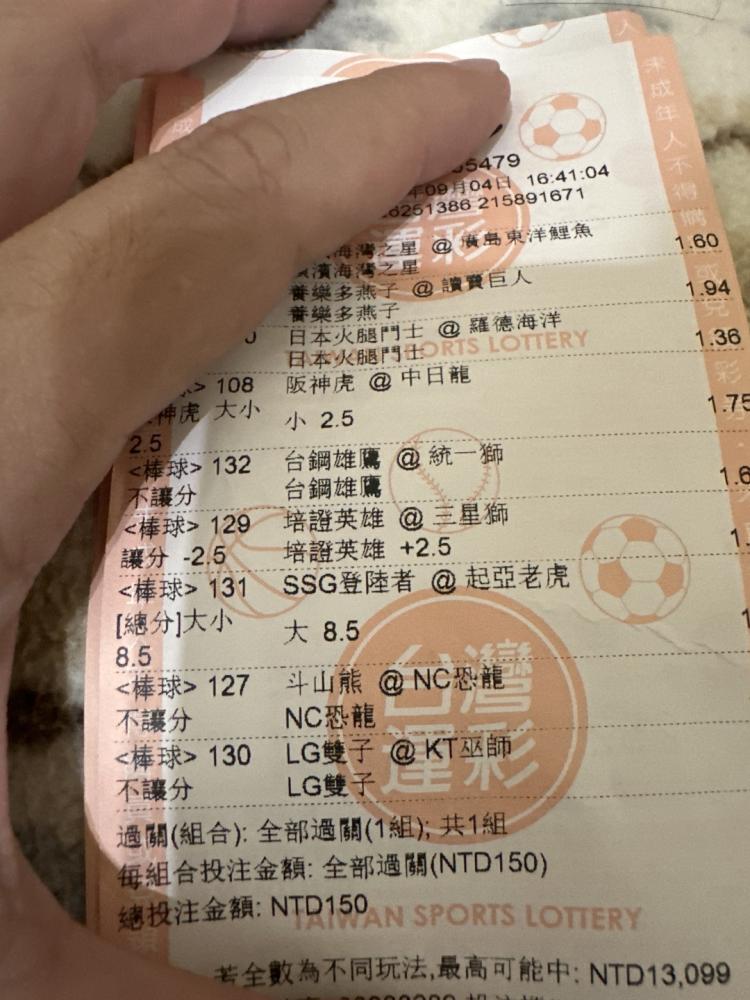 未成年人不得購
55479
年09月04日 16:41:04
6251386 215891671
海灣之星 @ 廣島東洋鯉魚 1.60
濱海灣之星
養樂多燕子 @ 讀賣巨人 1.94
養樂多燕子
日本火腿鬥士 @ 羅德海洋 1.36
日本火腿鬥士
TAIWAN SPORTS LOTTERY
> 108 阪神虎 @ 中日龍
神虎 大小 小 2.5 1.75
2.5
<棒球> 132 台鋼雄鷹 @ 統一獅
不讓分 台鋼雄鷹 1.6
<棒球> 129 培證英雄 @ 三星獅
讓分 -2.5 培證英雄 +2.5 1.
<棒球> 131 SSG登陸者 @ 起亞老虎
[總分]大小 大 8.5 1
8.5
<棒球> 127 斗山熊 @ NC恐龍
不讓分 NC恐龍
<棒球> 130 LG雙子 @ KT巫師
不讓分 LG雙子
台灣
運彩
過關(組合): 全部過關(1組); 共1組
每組合投注金額: 全部過關(NTD150)
總投注金額: NTD150
TAIWAN SPORTS LOTTERY
若全數為不同玩法,最高可能中: NTD13,099